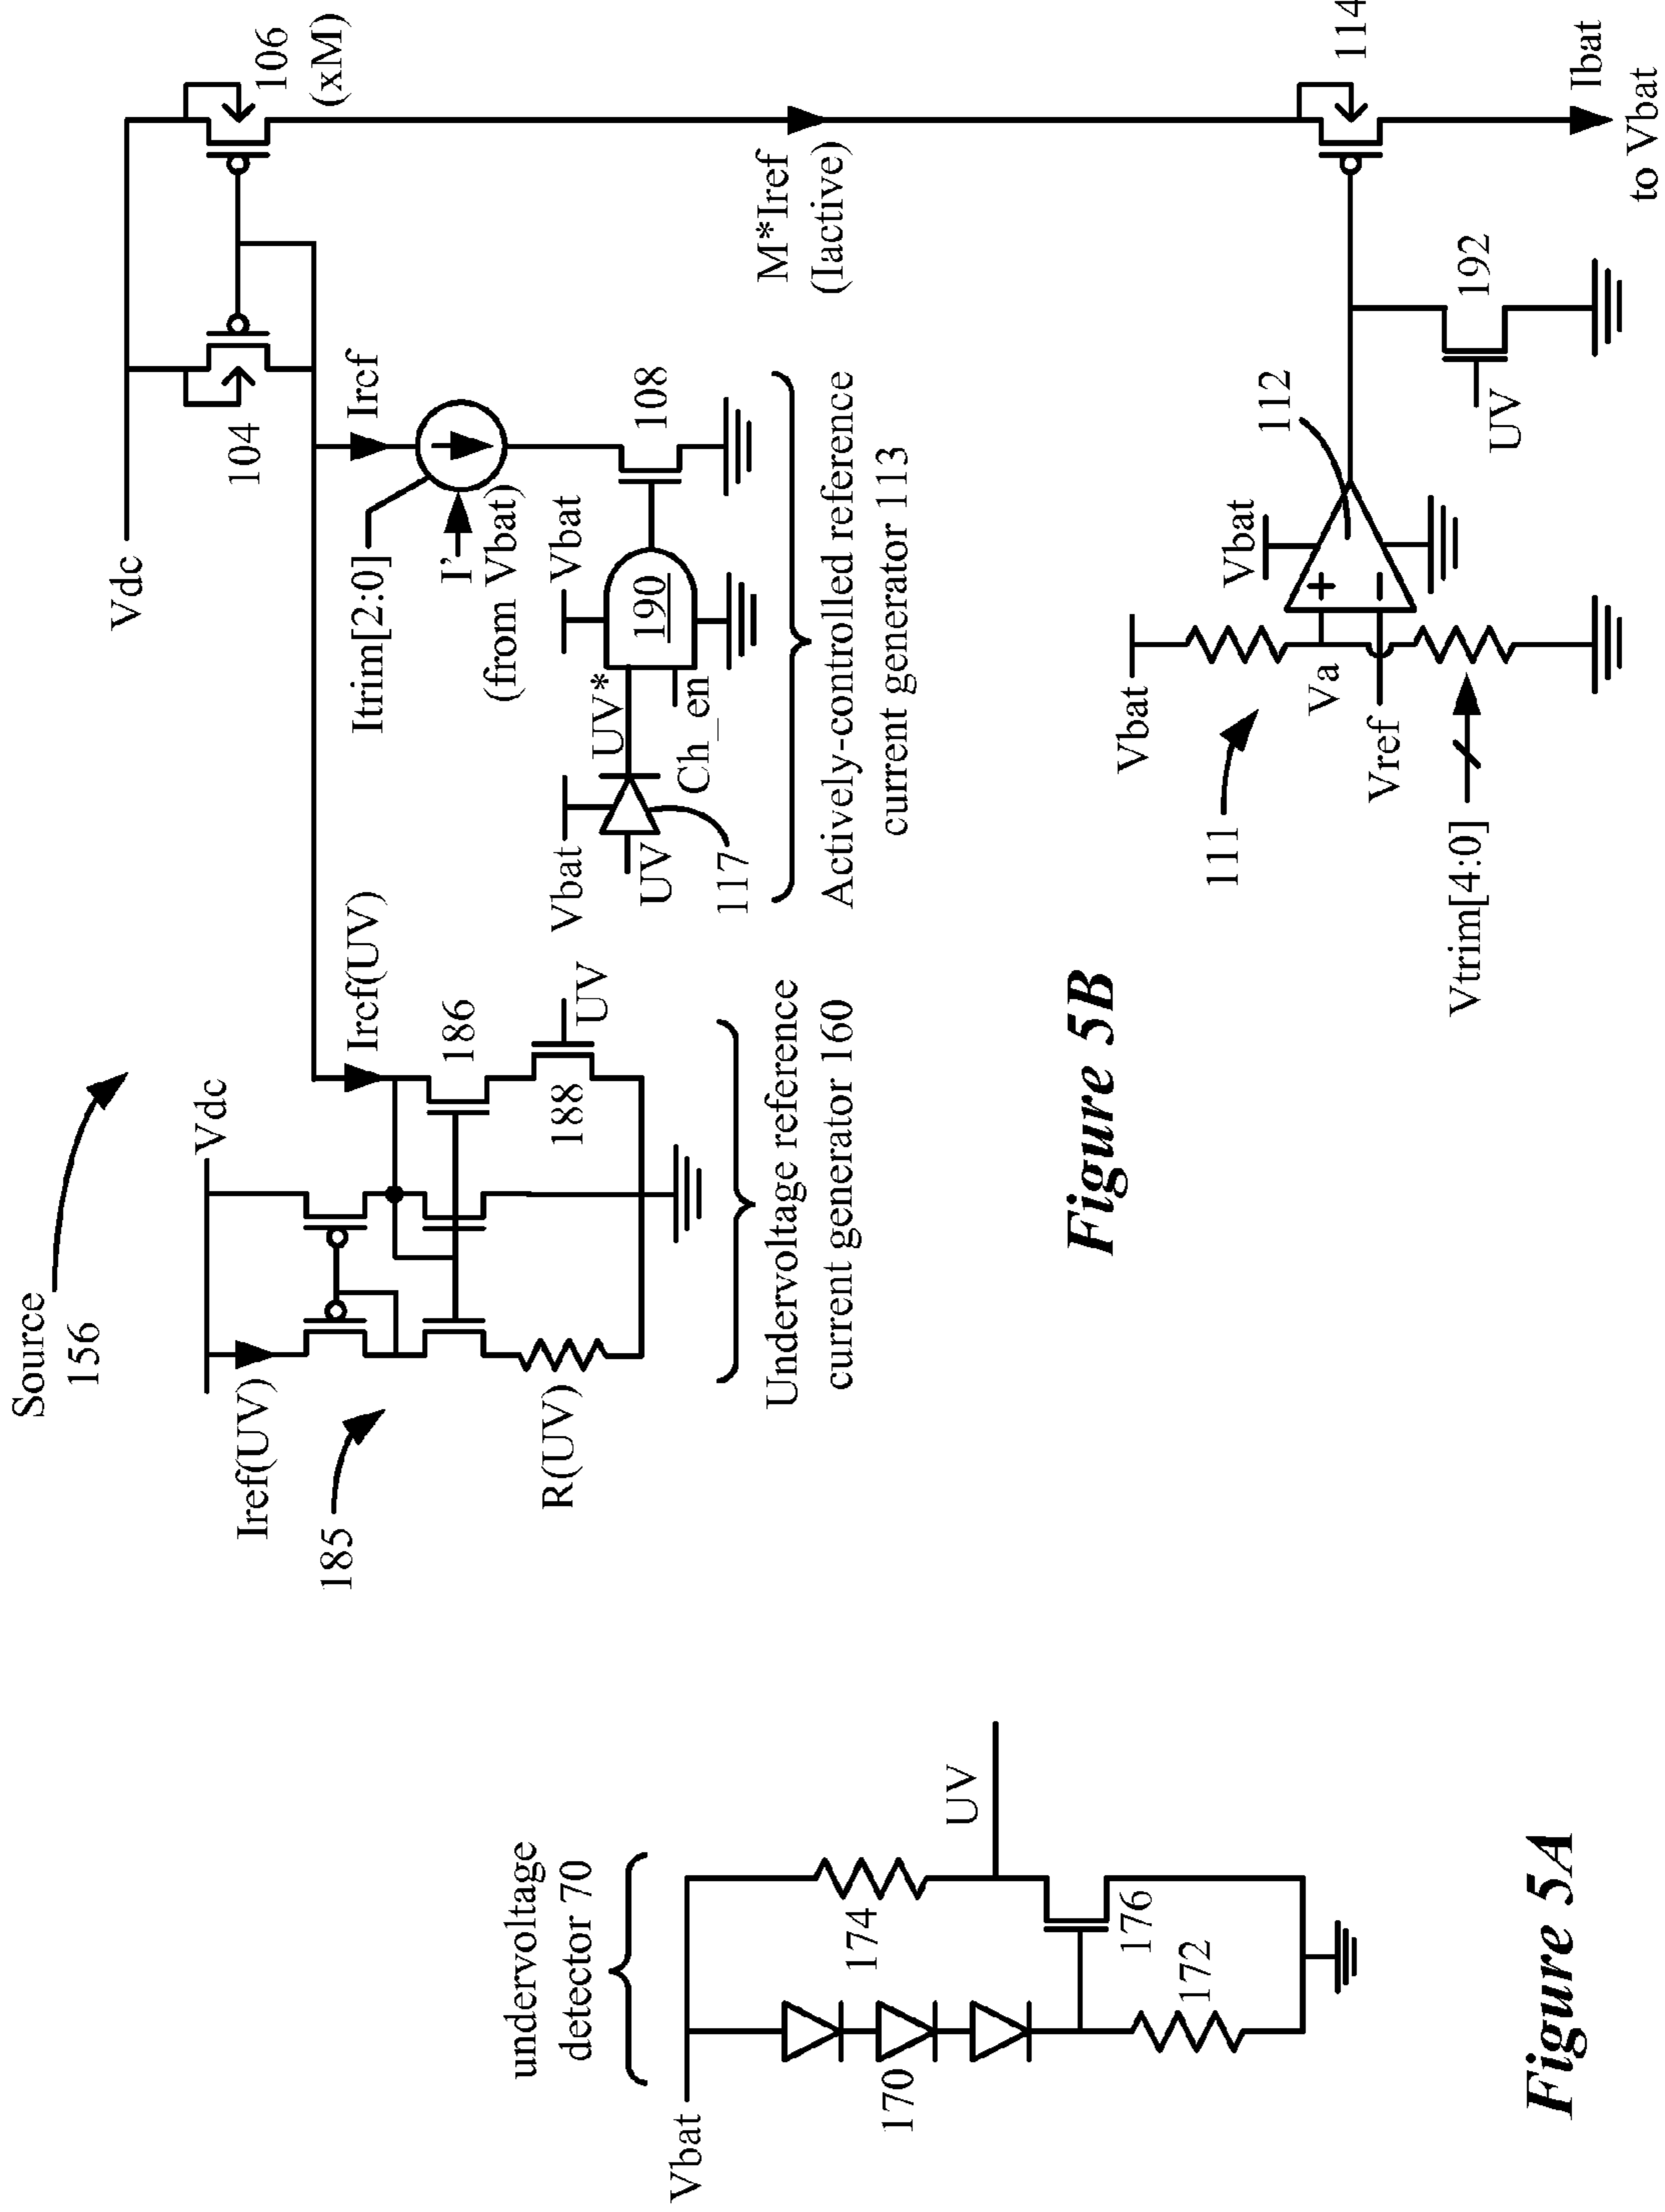 undervoltage
detector 70
Vbat
170
174
UV
176
172
Figure 5A
Source
156
Vdc
Iref(UV)
185
R(UV)
Vdc
Ircf(UV)
186
188
UV
Undervoltage reference
current generator 160
104
106
(xM)
Itrim[2:0]
Ircf
I'
(from Vbat)
Vbat
UV
117
UV*
Ch_en
Vbat
190
108
Actively-controlled reference
current generator 113
M*Iref
(Iactive)
Figure 5B
111
Vbat
Va
Vref
Vtrim[4:0]
Vbat
+
−
112
UV
192
114
Ibat
to Vbat